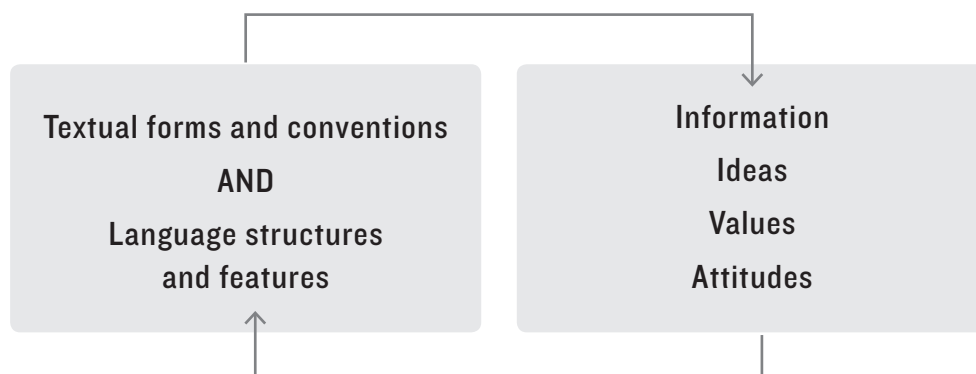 Textual forms and conventions
AND
Language structures
and features
Information
Ideas
Values
Attitudes